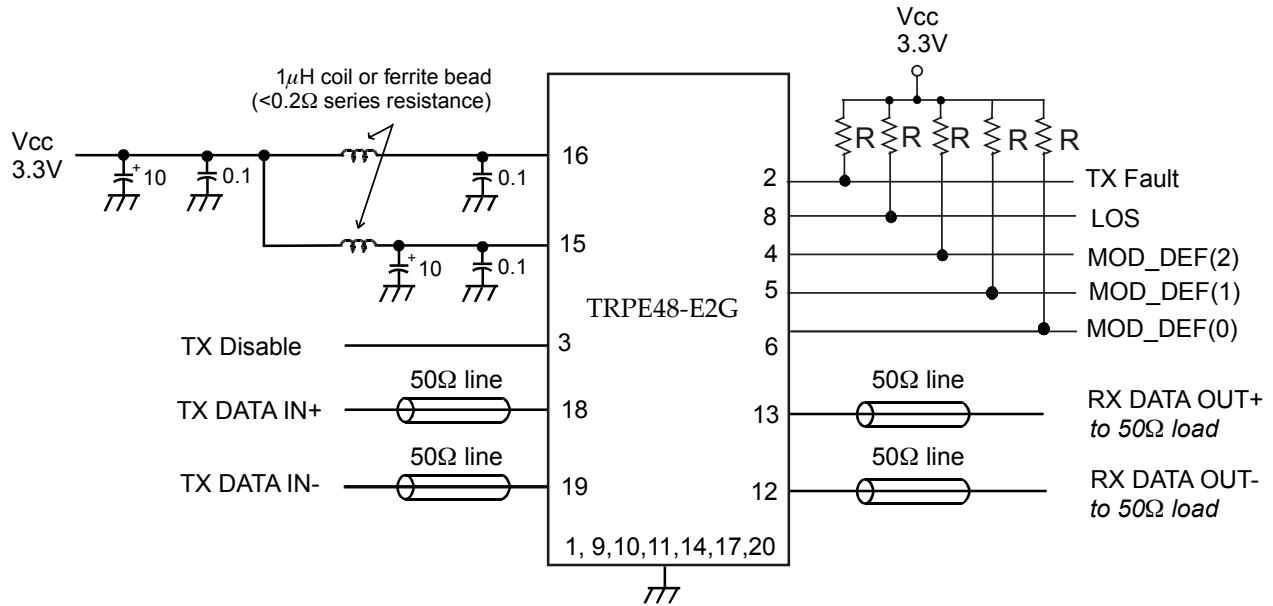 Vcc
3.3V
1μH coil or ferrite bead
(<0.2Ω series resistance)
Vcc
3.3V
+10
0.1
0.1
16
+10
0.1
15
R
R
R
R
R
2
TX Fault
8
LOS
4
MOD_DEF(2)
5
MOD_DEF(1)
6
MOD_DEF(0)
TRPE48-E2G
TX Disable
3
50Ω line
TX DATA IN+
18
50Ω line
TX DATA IN-
19
50Ω line
13
RX DATA OUT+
to 50Ω load
50Ω line
12
RX DATA OUT-
to 50Ω load
1, 9,10,11,14,17,20